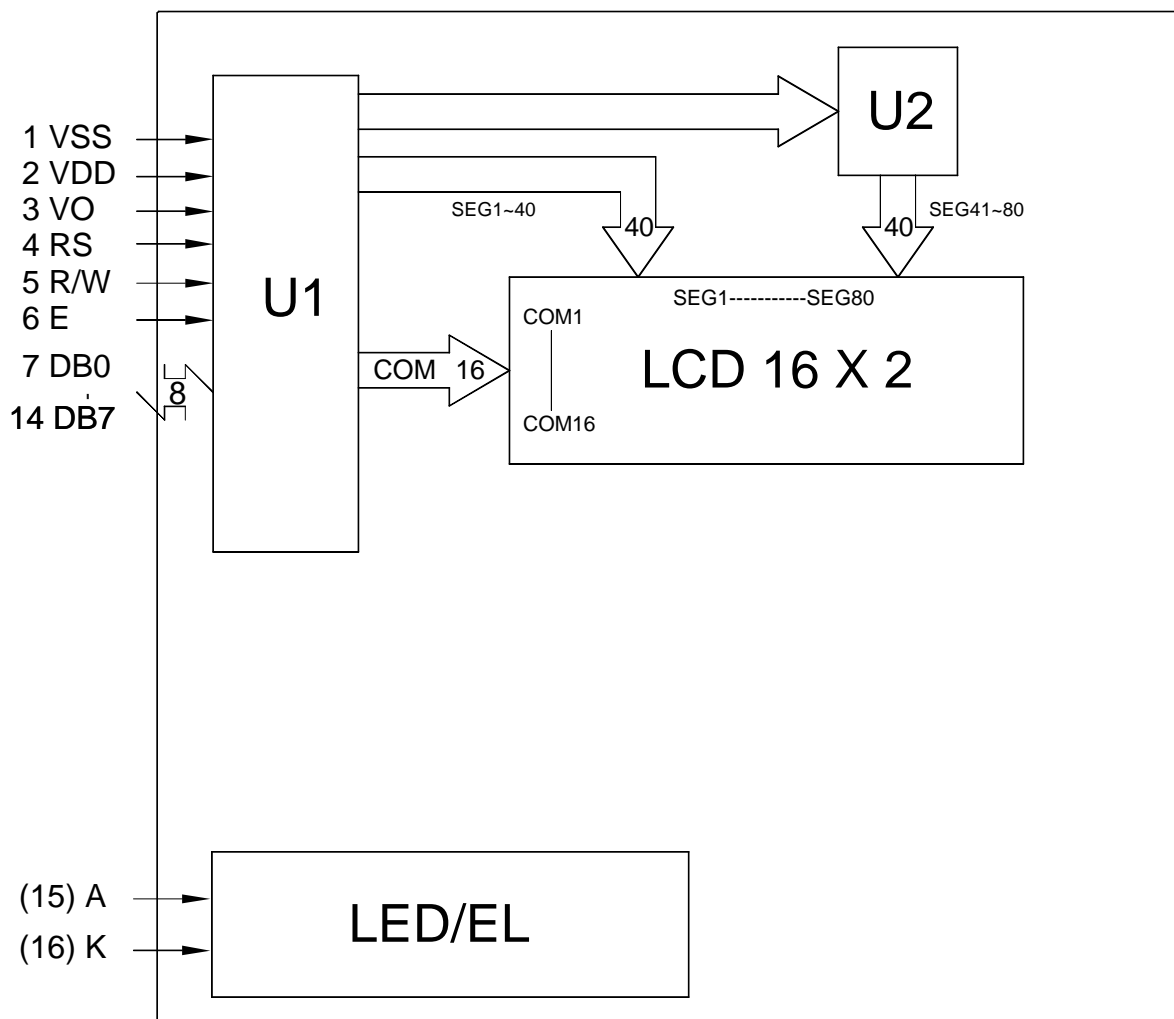 1 VSS
2 VDD
3 VO
4 RS
5 R/W
6 E
7 DB0
14 DB7
8
U1
U2
SEG1~40
40
40
SEG41~80
SEG1-----------SEG80
COM1
COM16
COM 16
LCD 16 X 2
(15) A
(16) K
LED/EL